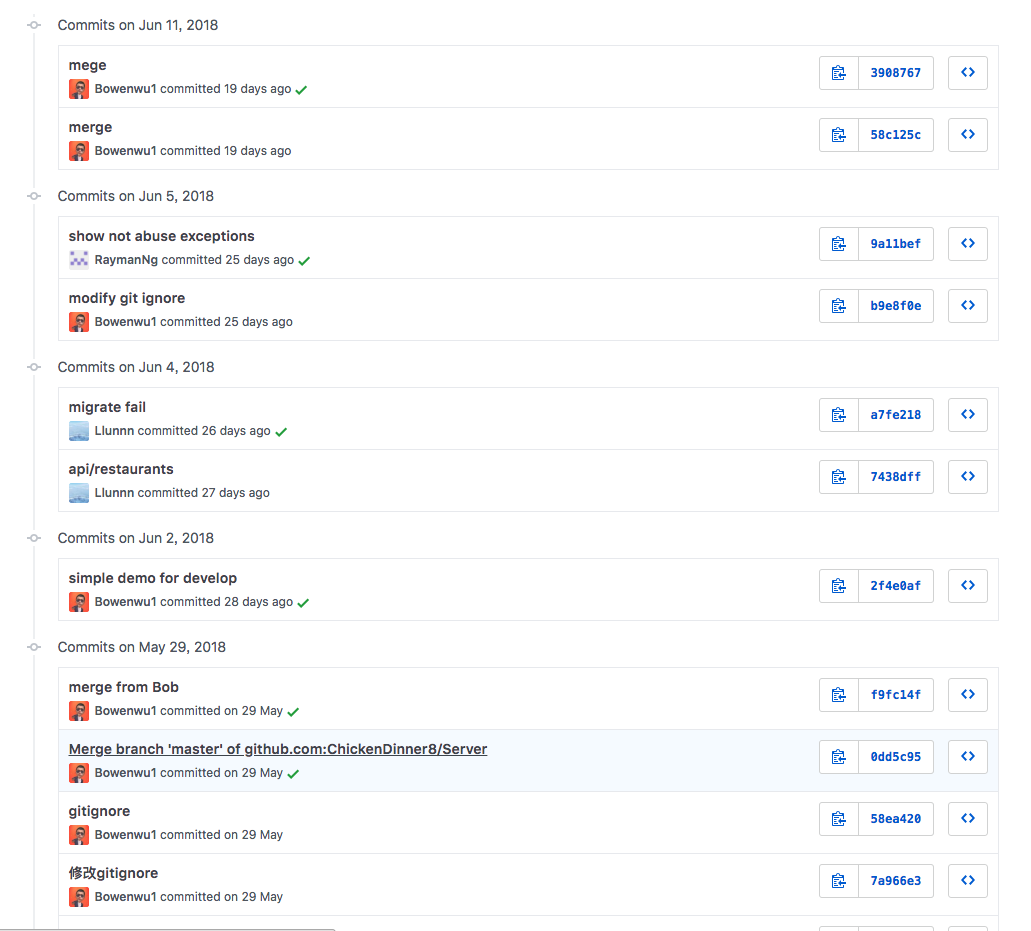 Commits on Jun 11, 2018
mege
3908767
Bowenwu1 committed 19 days ago
merge
58c125c
Bowenwu1 committed 19 days ago
Commits on Jun 5, 2018
show not abuse exceptions
9a11bef
RaymanNg committed 25 days ago
modify git ignore
b9e8f0e
Bowenwu1 committed 25 days ago
Commits on Jun 4, 2018
migrate fail
a7fe218
Llunnn committed 26 days ago
api/restaurants
7438dff
Llunnn committed 27 days ago
Commits on Jun 2, 2018
simple demo for develop
2f4e0af
Bowenwu1 committed 28 days ago
Commits on May 29, 2018
merge from Bob
f9fc14f
Bowenwu1 committed on 29 May
Merge branch 'master' of github.com:ChickenDinner8/Server
0dd5c95
Bowenwu1 committed on 29 May
gitignore
58ea420
Bowenwu1 committed on 29 May
修改gitignore
7a966e3
Bowenwu1 committed on 29 May